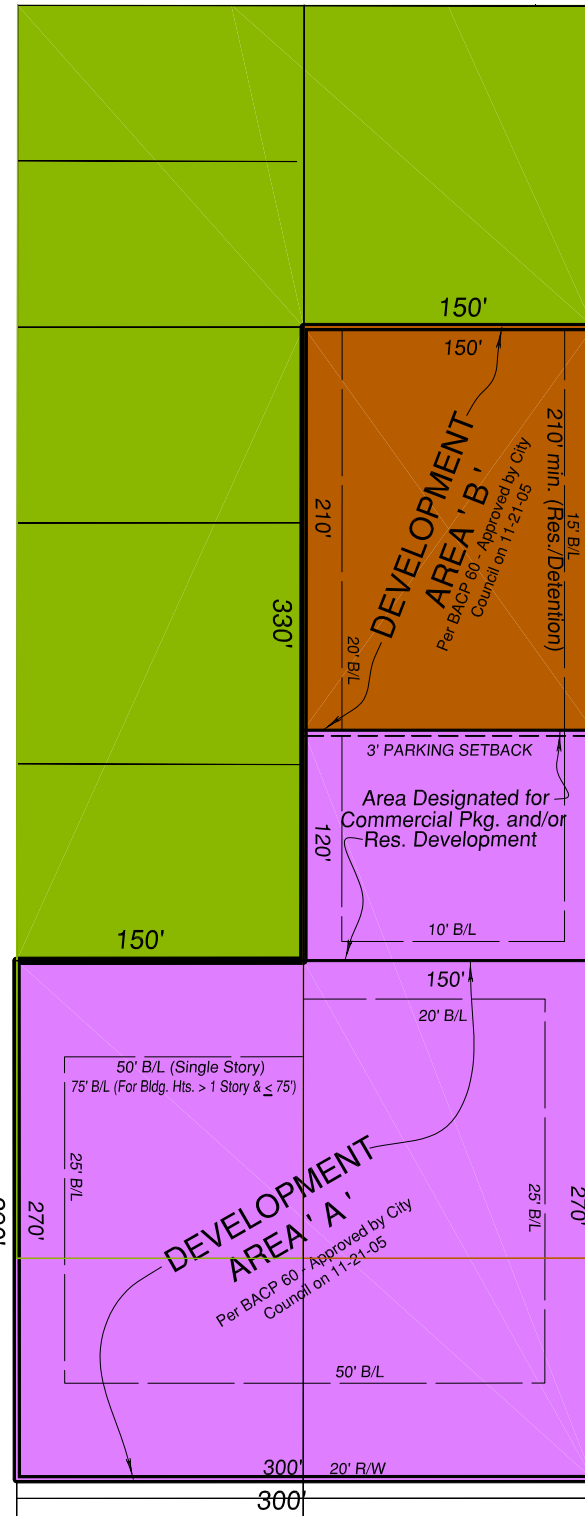 150'
150'
DEVELOPMENT
AREA ' B '
Per BACP 60 - Approved by City
Council on 11-21-05
15' B/L
210' min. (Res./Detention)
210'
330'
20' B/L
3' PARKING SETBACK
Area Designated for
Commercial Pkg. and/or
Res. Development
120'
10' B/L
150'
150'
20' B/L
50' B/L (Single Story)
75' B/L (For Bldg. Hts. > 1 Story & ≤ 75')
25' B/L
270'
DEVELOPMENT
AREA ' A '
Per BACP 60 - Approved by City
Council on 11-21-05
25' B/L
270'
50' B/L
300'
20' R/W
300'